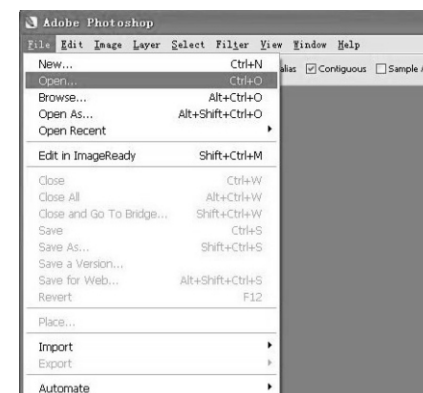 Adobe Photoshop
File Edit Image Layer Select Filter View Window Help
New... Ctrl+N
alias Contiguous Sample
Open... Ctrl+O
Browse... Alt+Ctrl+O
Open As... Alt+Shift+Ctrl+O
Open Recent
Edit in ImageReady Shift+Ctrl+M
Close Ctrl+W
Close All Alt+Ctrl+W
Close and Go To Bridge... Shift+Ctrl+W
Save Ctrl+S
Save As... Shift+Ctrl+S
Save a Version...
Save for Web... Alt+Shift+Ctrl+S
Revert F12
Place...
Import
Export
Automate